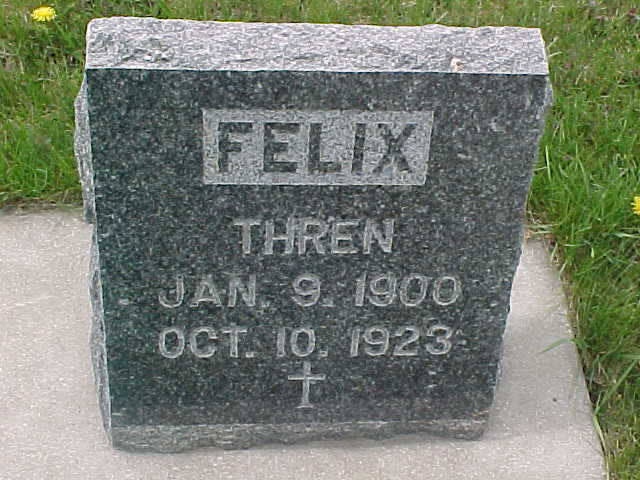 FELIX
THREN
JAN. 9. 1900
OCT. 10. 1923